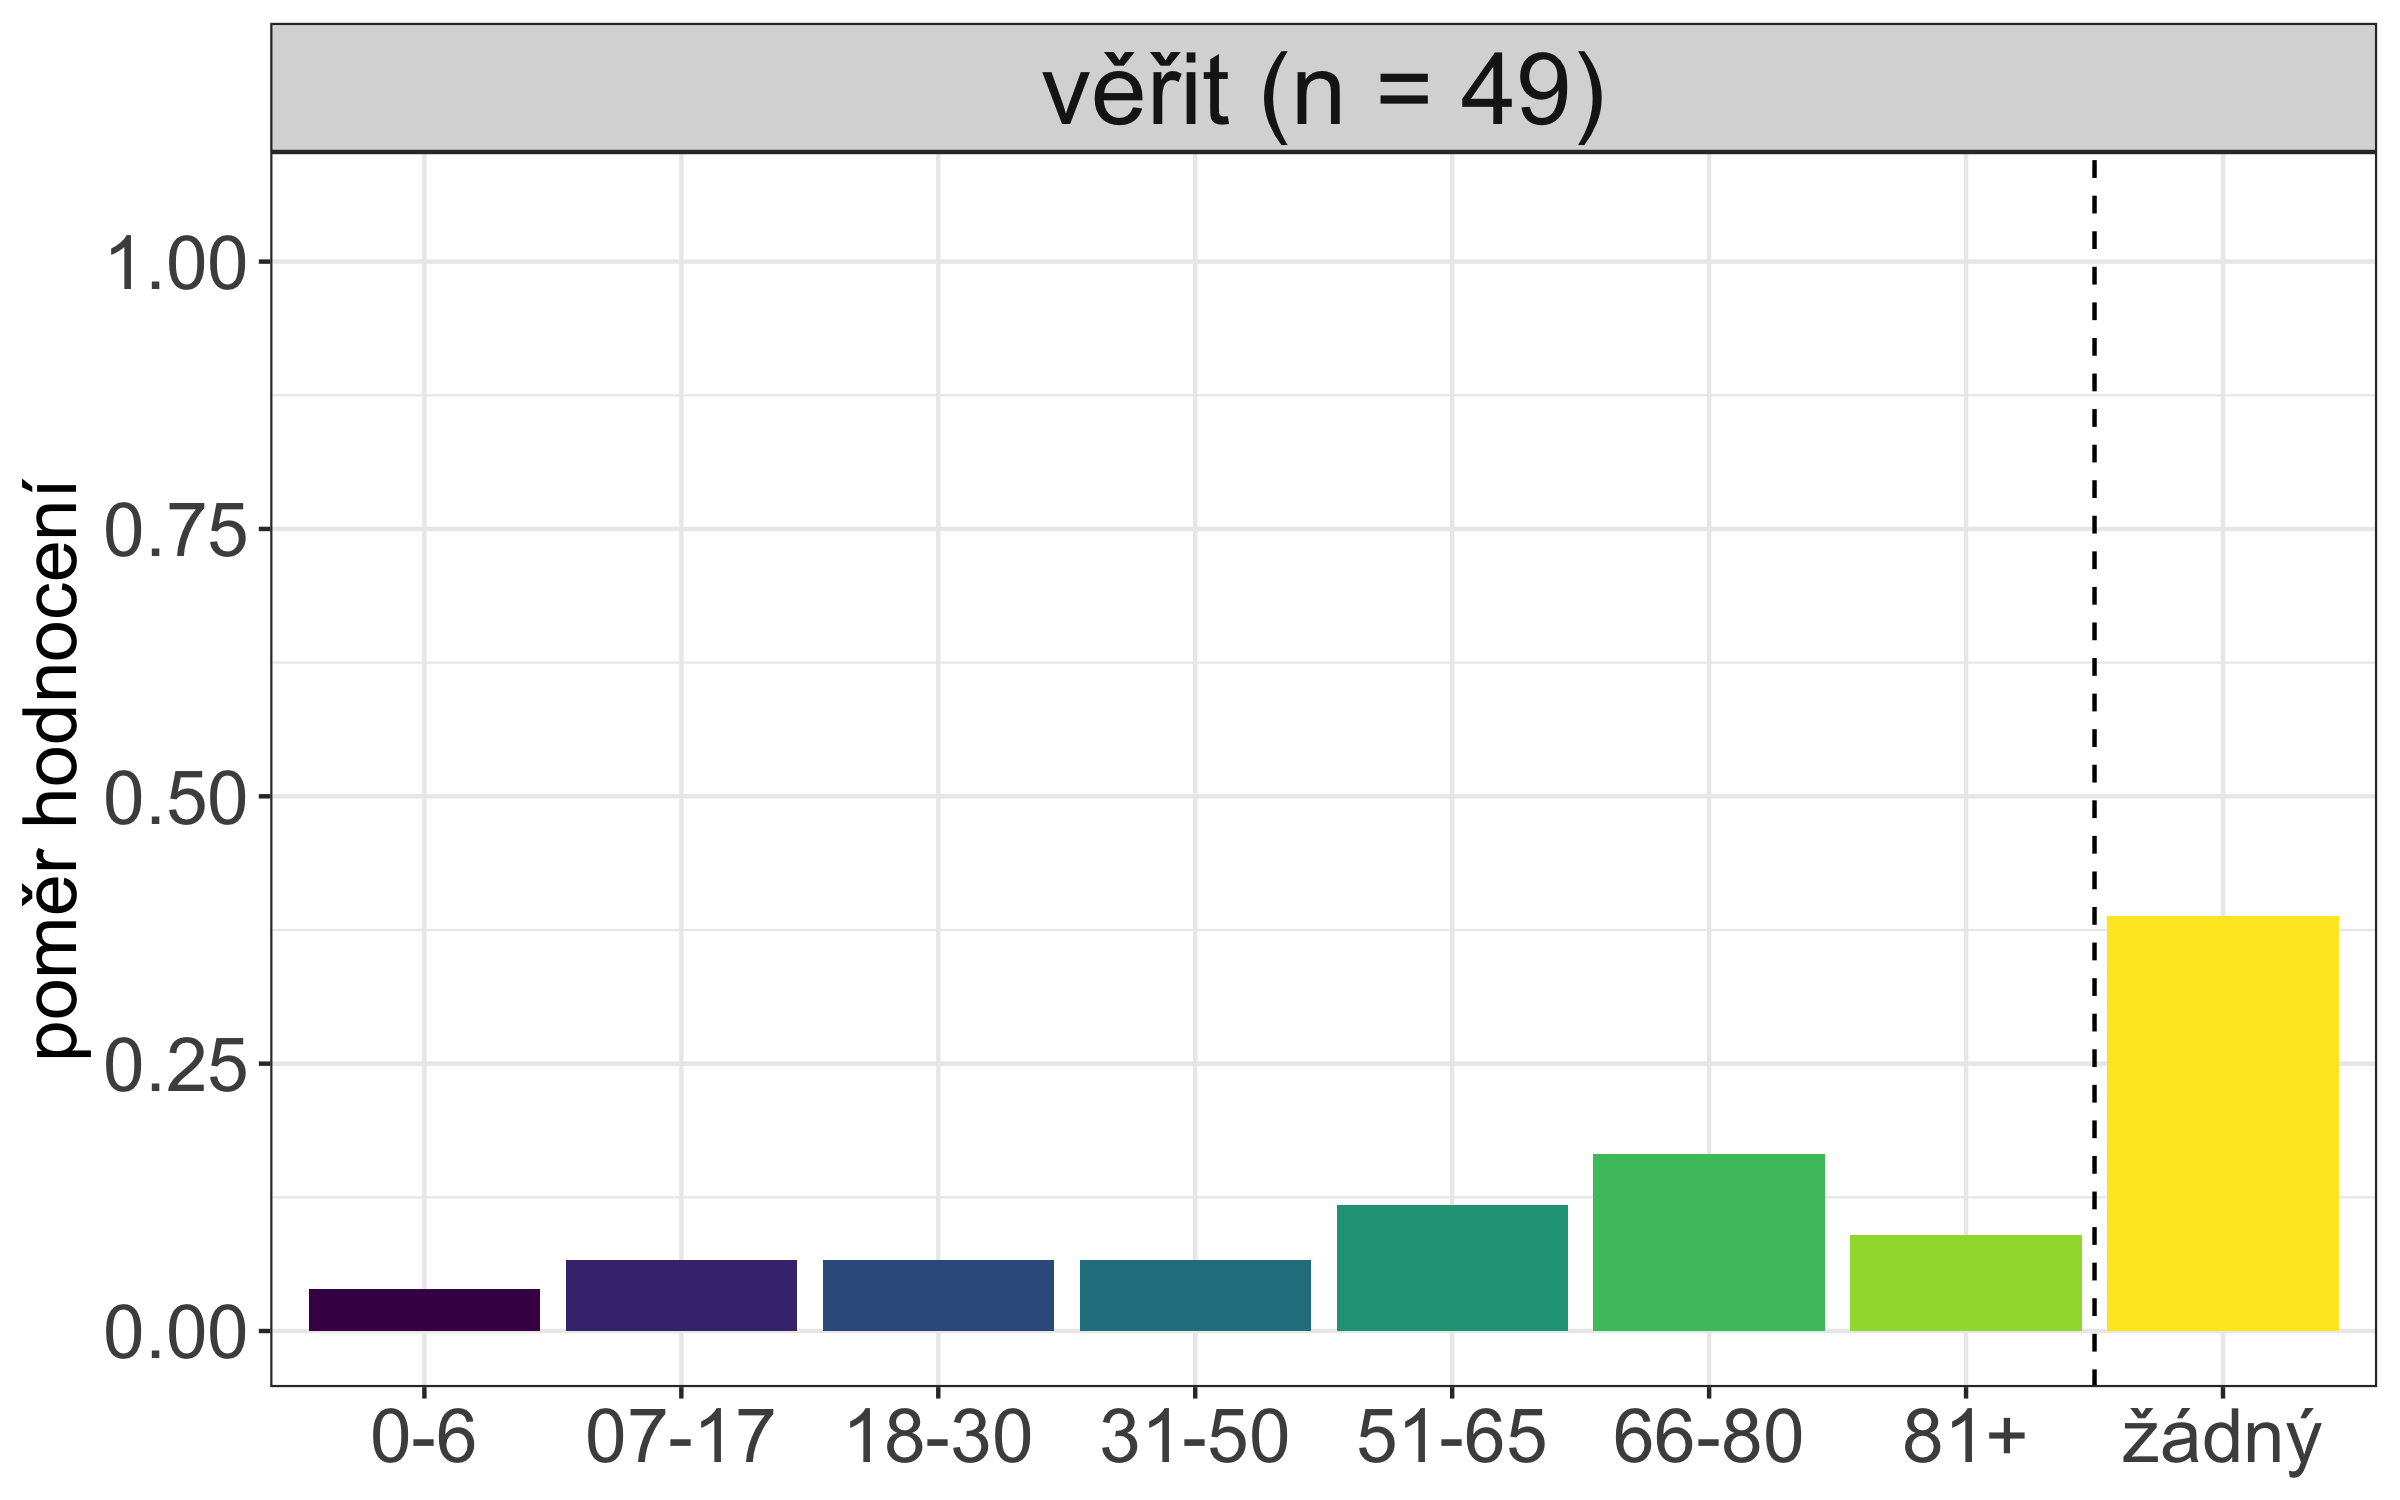 věřit (n = 49)
poměr hodnocení
1.00
0.75
0.50
0.25
0.00
0-6 07-17 18-30 31-50 51-65 66-80 81+ žádný